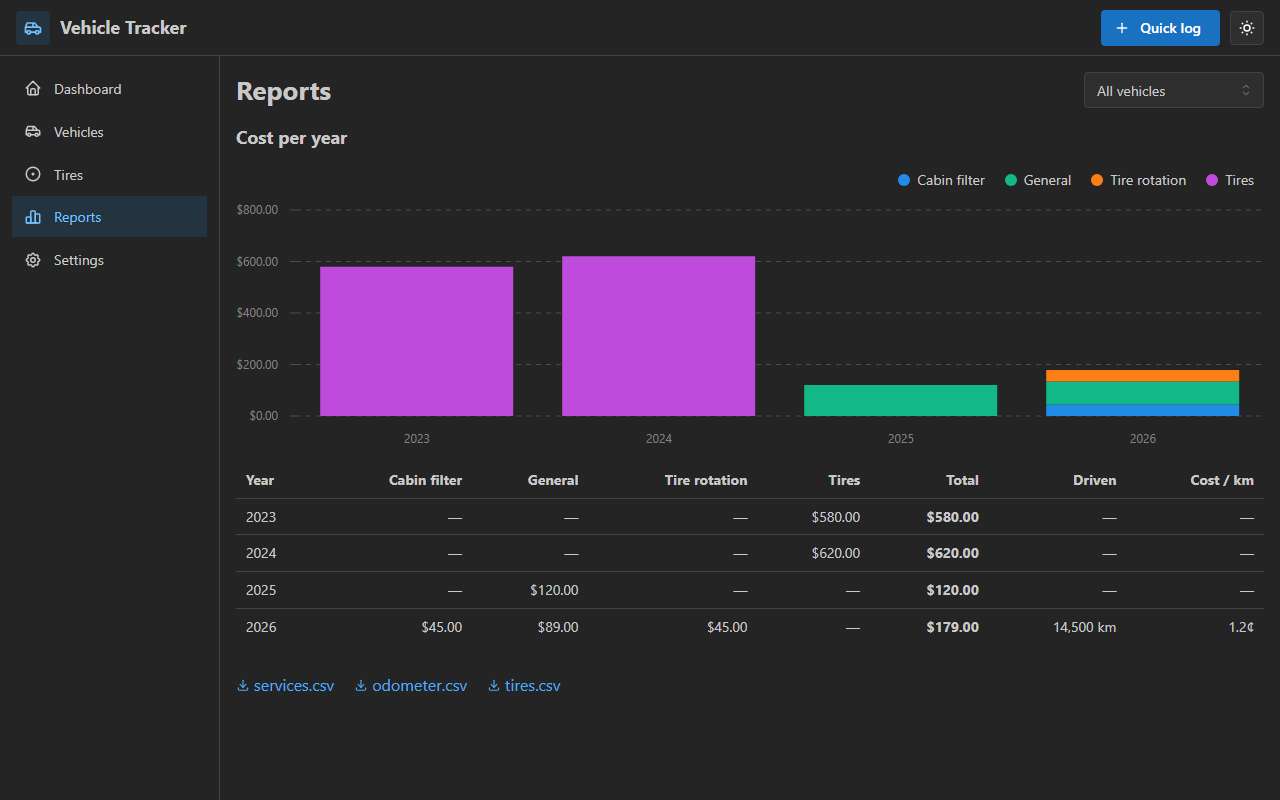 Vehicle Tracker
Quick log
Dashboard
Vehicles
Tires
Reports
Settings
Reports
All vehicles
Cost per year
Cabin filter General Tire rotation Tires
$800.00
$600.00
$400.00
$200.00
$0.00
2023 2024 2025 2026
Year Cabin filter General Tire rotation Tires Total Driven Cost / km
2023 — — — $580.00 $580.00 — —
2024 — — — $620.00 $620.00 — —
2025 — $120.00 — — $120.00 — —
2026 $45.00 $89.00 $45.00 — $179.00 14,500 km 1.2¢
services.csv odometer.csv tires.csv